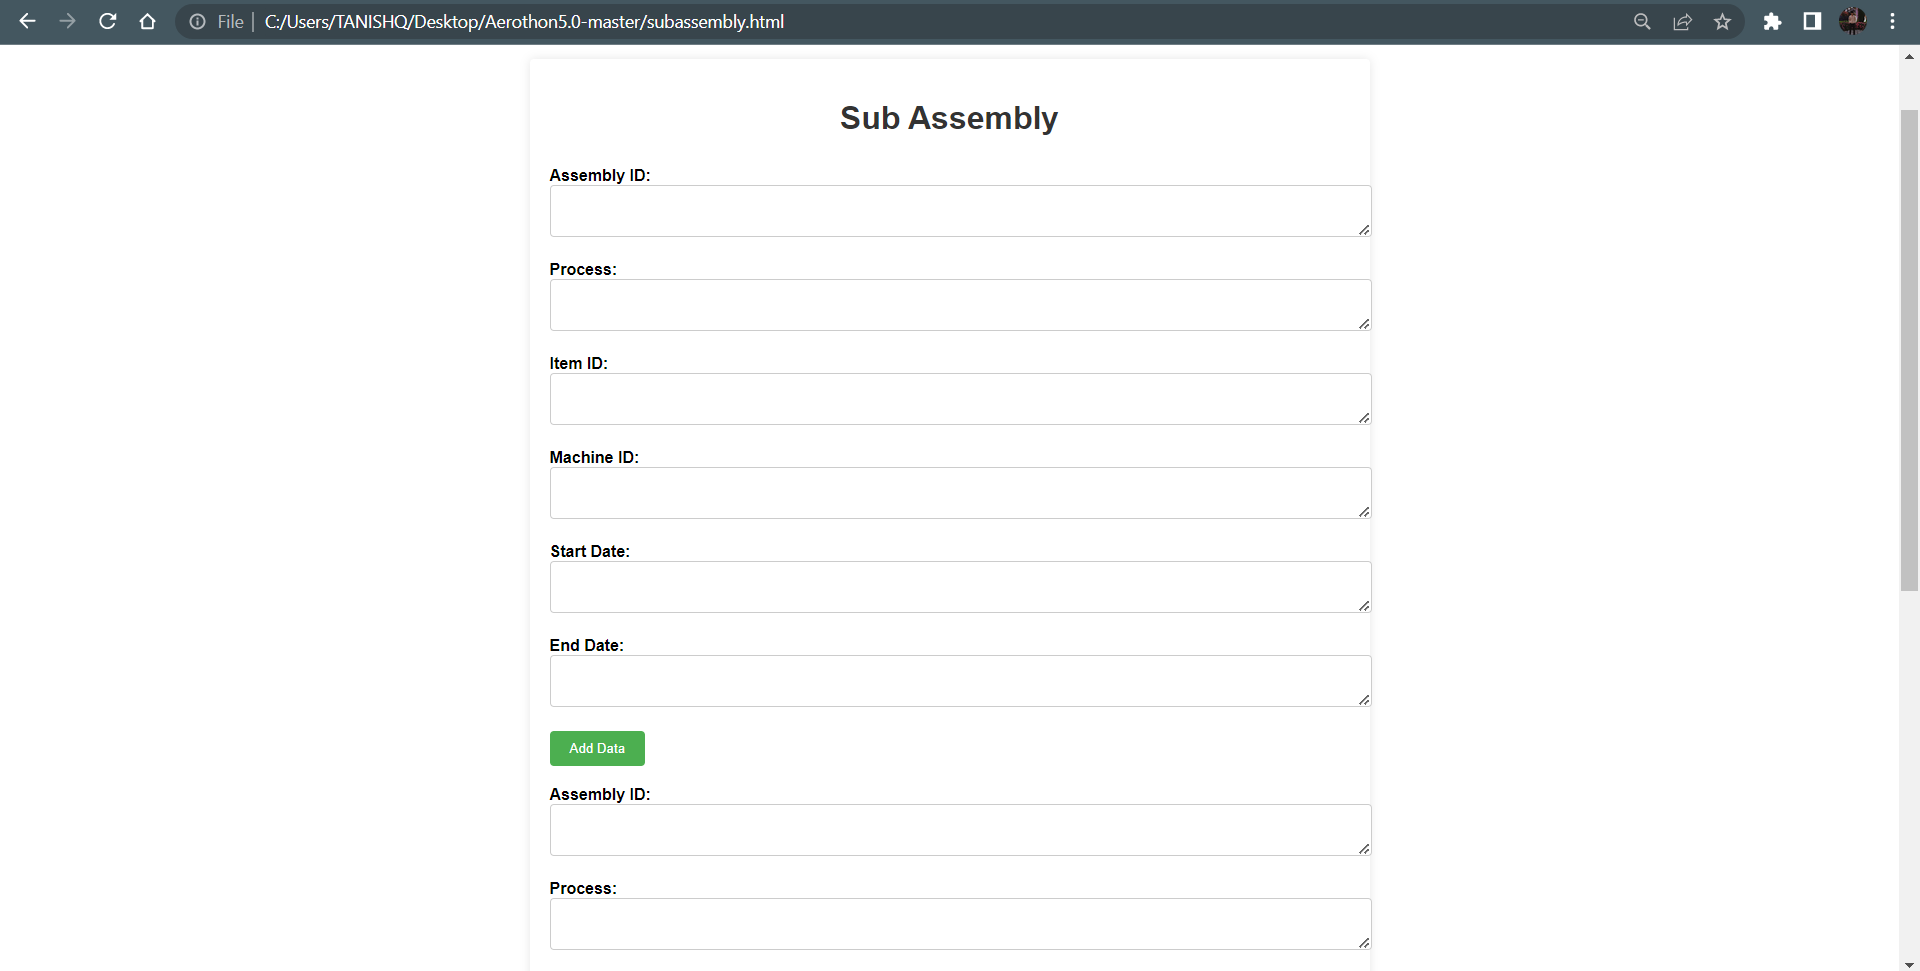 File | C:/Users/TANISHQ/Desktop/Aerothon5.0-master/subassembly.html
Sub Assembly
Assembly ID:
Process:
Item ID:
Machine ID:
Start Date:
End Date:
Add Data
Assembly ID:
Process: